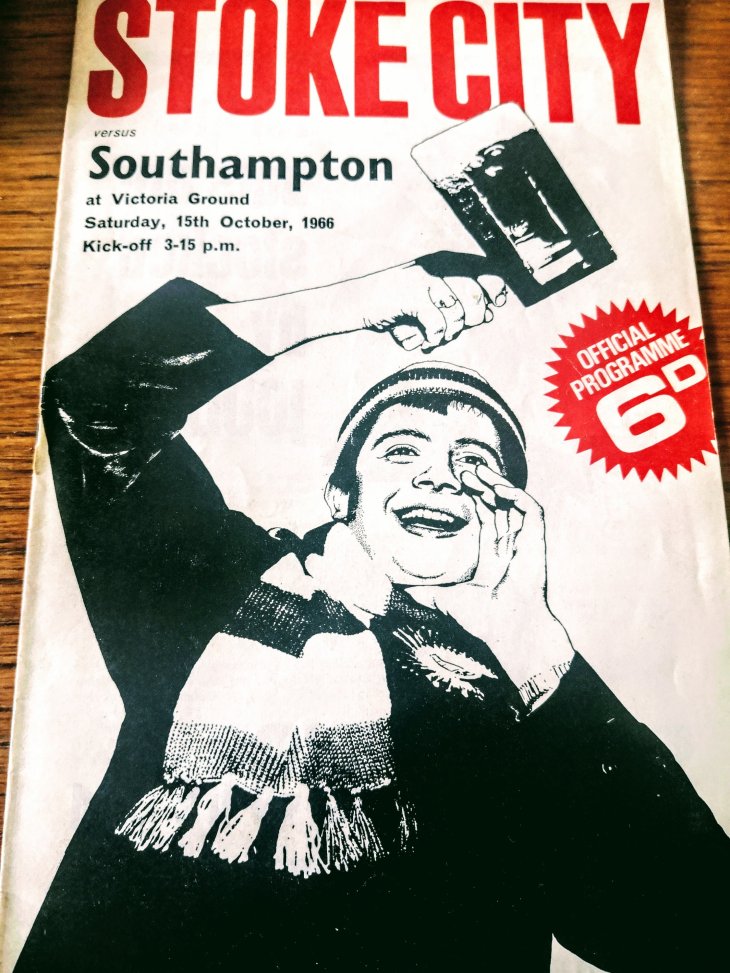 STOKE CITY
versus
Southampton
at Victoria Ground
Saturday, 15th October, 1966
Kick-off 3-15 p.m.
OFFICIAL
PROGRAMME
6D